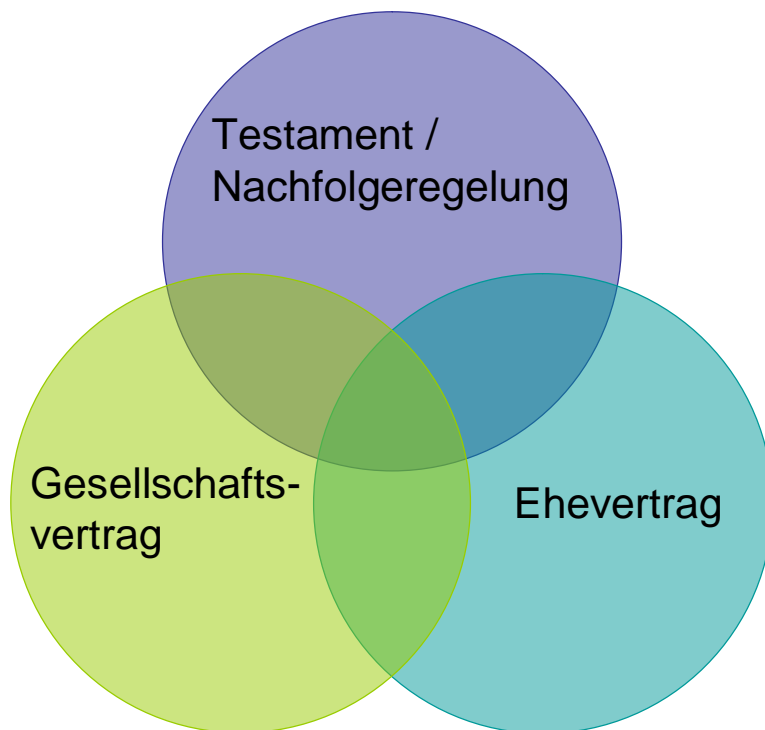 Testament /
Nachfolgeregelung
Gesellschafts-
vertrag
Ehevertrag